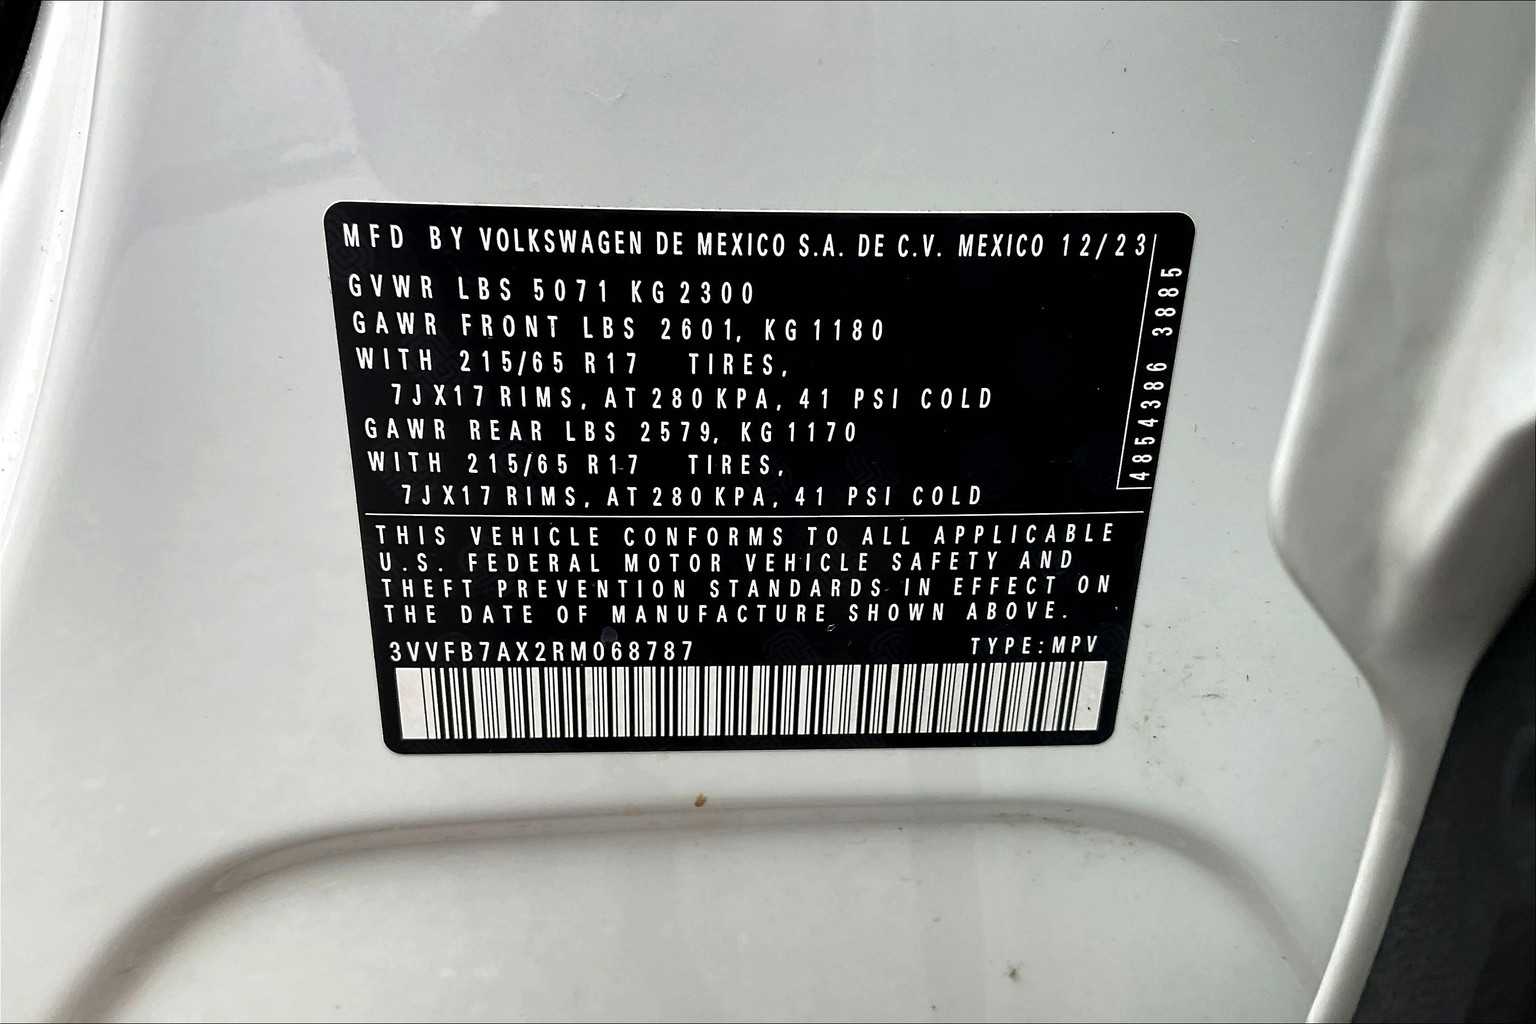 MFD BY VOLKSWAGEN DE MEXICO S.A. DE C.V. MEXICO 12/23
GVWR LBS 5071 KG 2300
GAWR FRONT LBS 2601, KG 1180
WITH 215/65 R17 TIRES,
7JX17 RIMS, AT 280 KPA, 41 PSI COLD
GAWR REAR LBS 2579, KG 1170
WITH 215/65 R17 TIRES,
7JX17 RIMS, AT 280 KPA, 41 PSI COLD
4854386 3885
THIS VEHICLE CONFORMS TO ALL APPLICABLE
U.S. FEDERAL MOTOR VEHICLE SAFETY AND
THEFT PREVENTION STANDARDS IN EFFECT ON
THE DATE OF MANUFACTURE SHOWN ABOVE.
3VVFB7AX2RM068787 TYPE: MPV